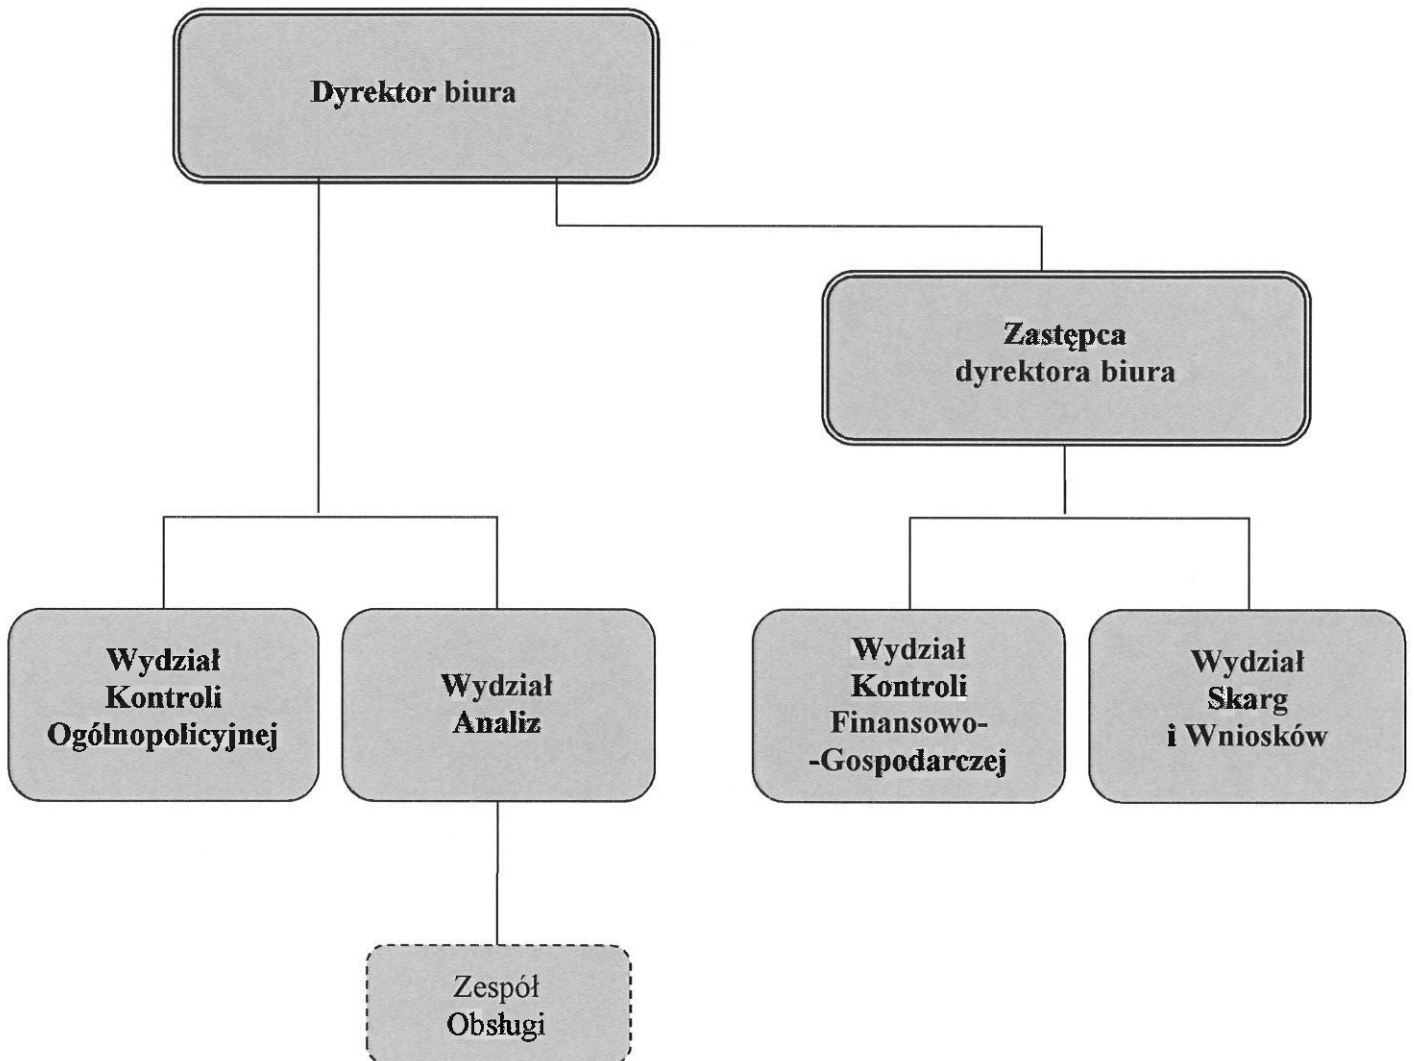 Dyrektor biura
Zastępca
dyrektora biura
Wydział
Kontroli
Ogólnopolicyjnej
Wydział
Analiz
Wydział
Kontroli
Finansowo-
-Gospodarczej
Wydział
Skarg
i Wniosków
Zespół
Obsługi